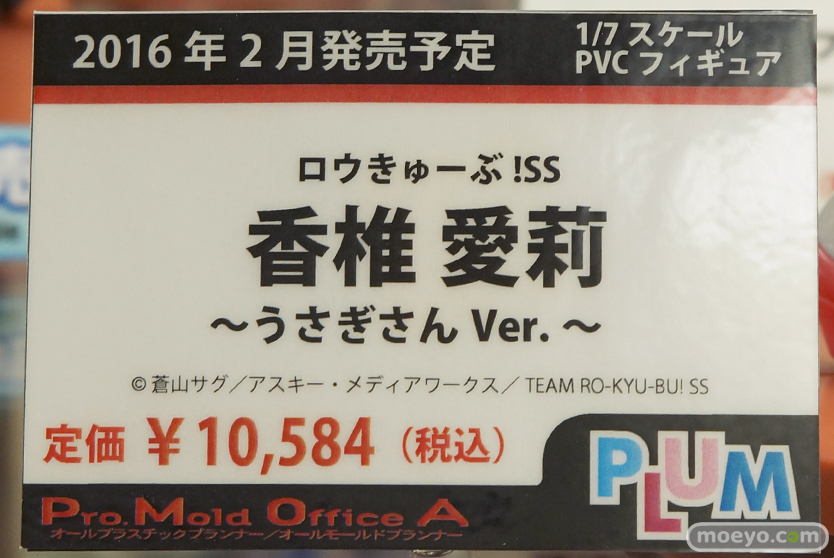 2016年2月発売予定
1/7 スケール
PVC フィギュア
ロウきゅーぶ!SS
香椎 愛莉
～うさぎさん Ver.～
©蒼山サグ／アスキー・メディアワークス／ TEAM RO-KYU-BU! SS
定価 ￥10,584（税込）
PLUM
Pro.Mold Office A
オールプラスチックプランナー／オールモールドプランナー
moeyo.com